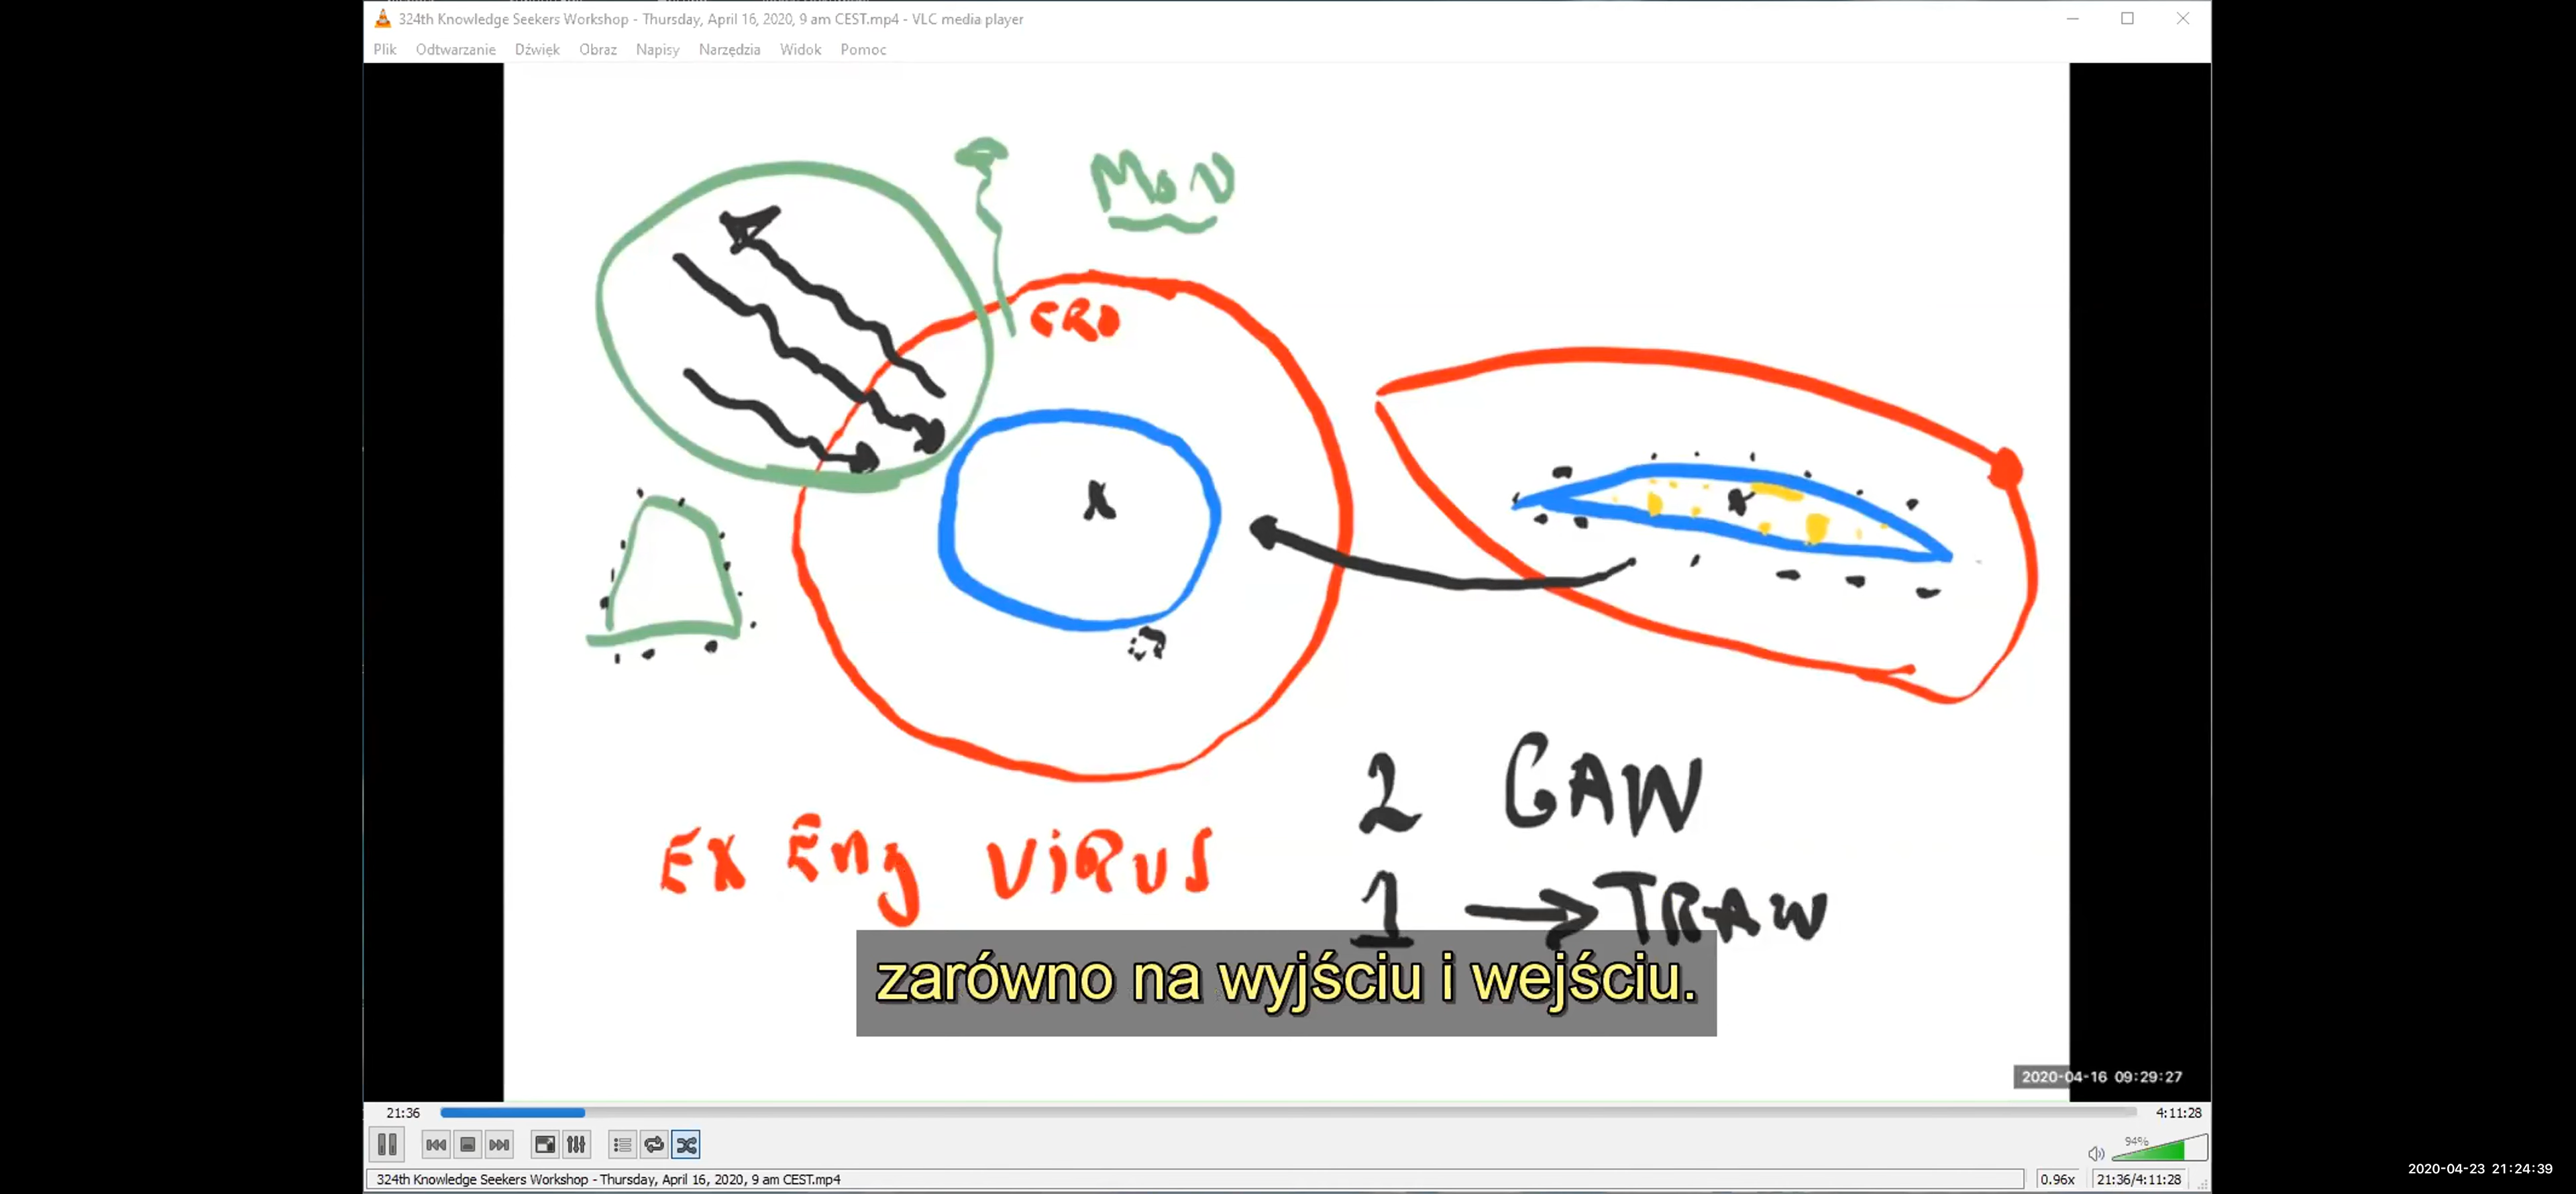 324th Knowledge Seekers Workshop - Thursday, April 16, 2020, 9 am CEST.mp4 - VLC media player
Plik Odtwarzanie Dźwięk Obraz Napisy Narzędzia Widok Pomoc
ERO
EX Eng ViRUS
2 GAW
1 → TRAW
zarówno na wyjściu i wejściu.
2020-04-16 09:29:27
21:36 4:11:28
94%
324th Knowledge Seekers Workshop - Thursday, April 16, 2020, 9 am CEST.mp4 0.96x 21:36/4:11:28
2020-04-23 21:24:39